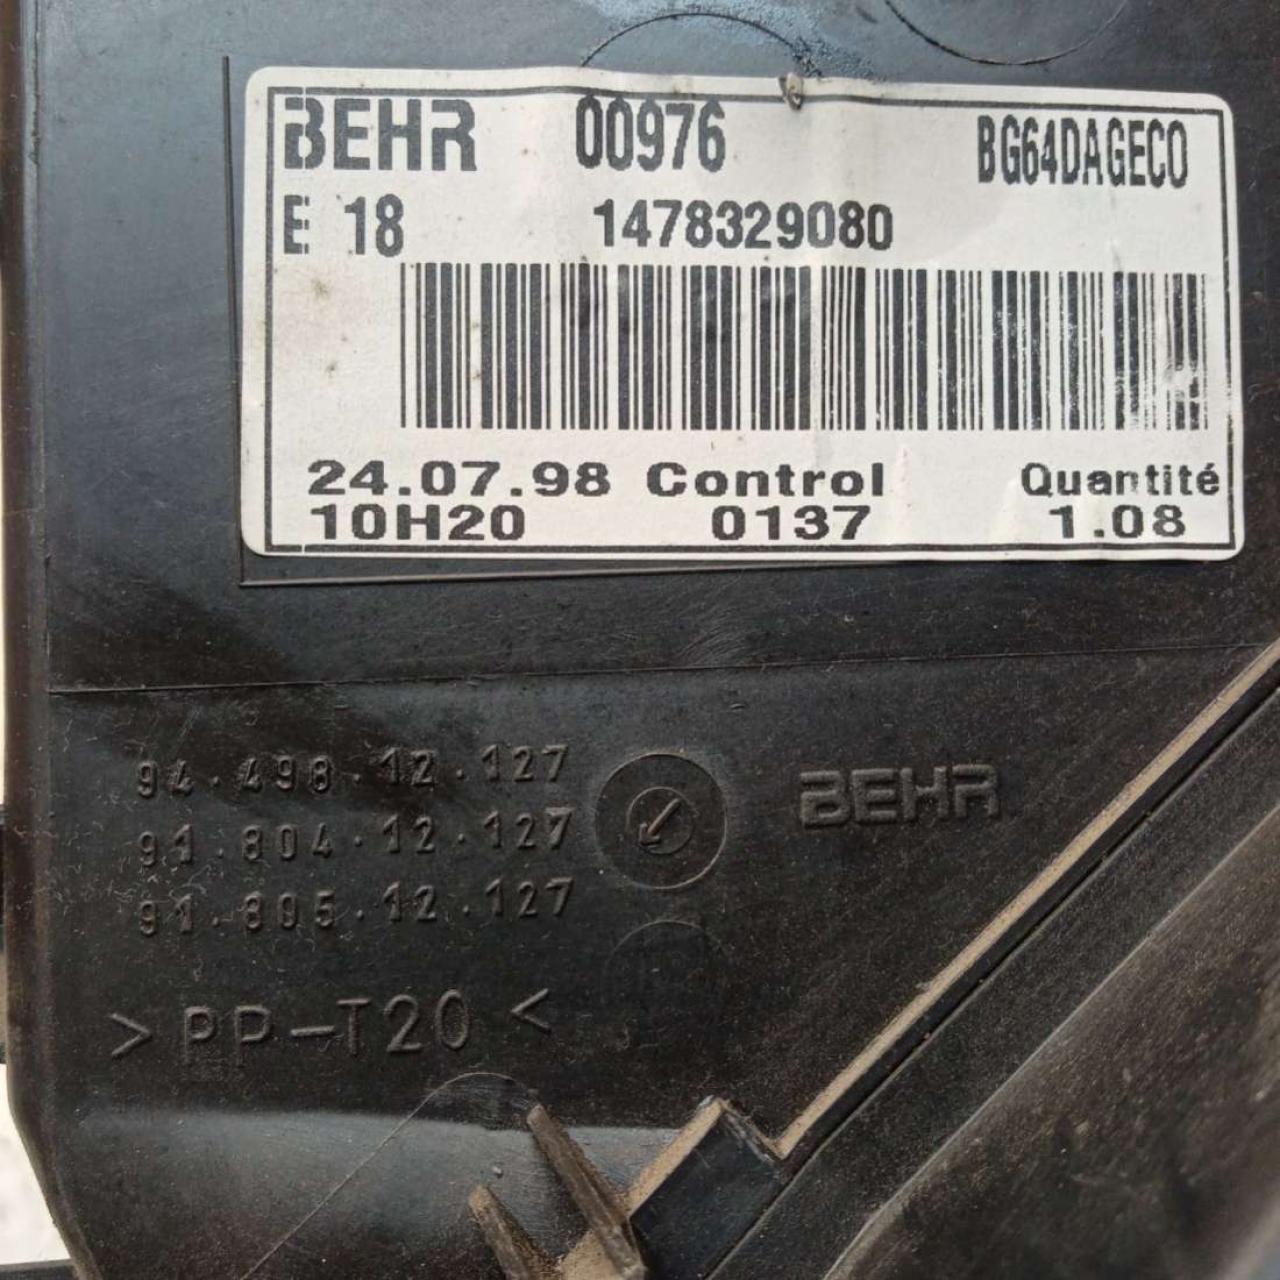 BEHR 00976 BG64DAGECO
E 18 1478329080
24.07.98 Control Quantité
10H20 0137 1.08
94.498.12.127
91.804.12.127
91.805.12.127
BEHR
>PP-T20<